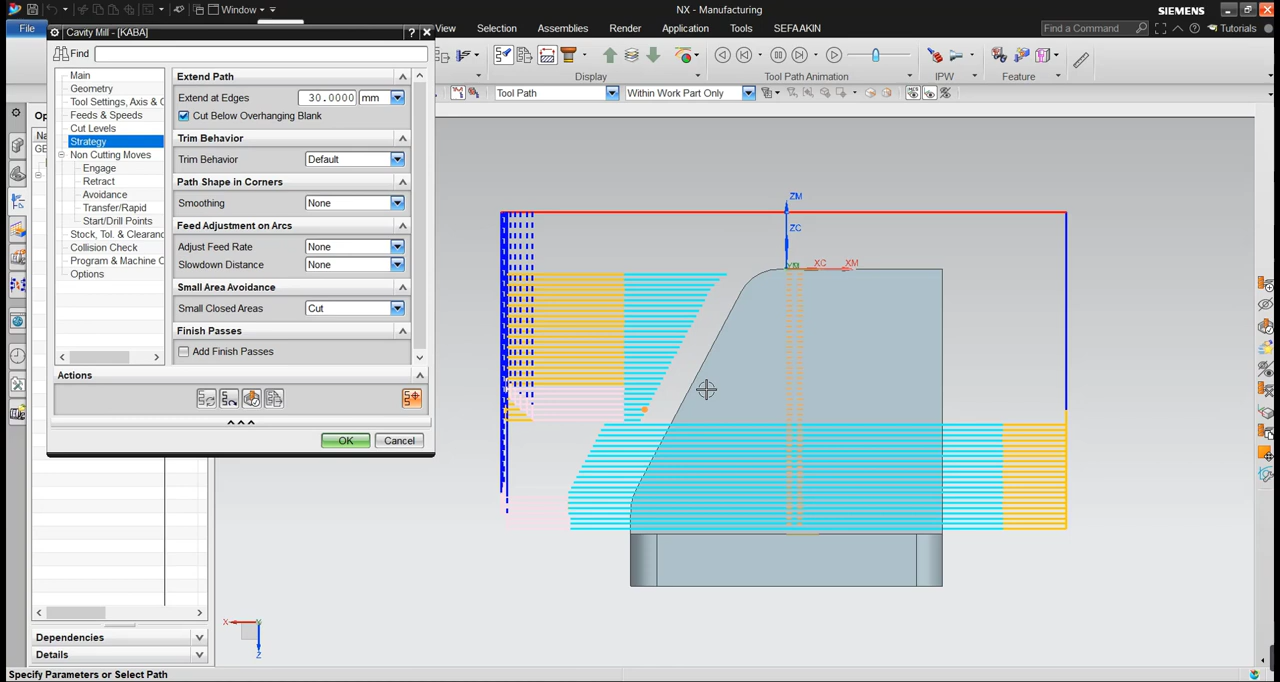 Window
NX - Manufacturing
SIEMENS
File
View
Selection
Assemblies
Render
Application
Tools
SEFAAKIN
Find a Command
Tutorials
Display
Tool Path Animation
IPW
Feature
Tool Path
Within Work Part Only
Cavity Mill - [KABA]
?
Find
Main
Geometry
Tool Settings, Axis &
Feeds & Speeds
Cut Levels
Strategy
Non Cutting Moves
Engage
Retract
Avoidance
Transfer/Rapid
Start/Drill Points
Stock, Tol. & Clearanc
Collision Check
Program & Machine C
Options
Extend Path
Extend at Edges 30.0000 mm
Cut Below Overhanging Blank
Trim Behavior
Trim Behavior Default
Path Shape in Corners
Smoothing None
Feed Adjustment on Arcs
Adjust Feed Rate None
Slowdown Distance None
Small Area Avoidance
Small Closed Areas Cut
Finish Passes
Add Finish Passes
Actions
OK
Cancel
Op
Na
GE
ZM
ZC
YM
XC
XM
X
Y
Z
Dependencies
Details
Specify Parameters or Select Path